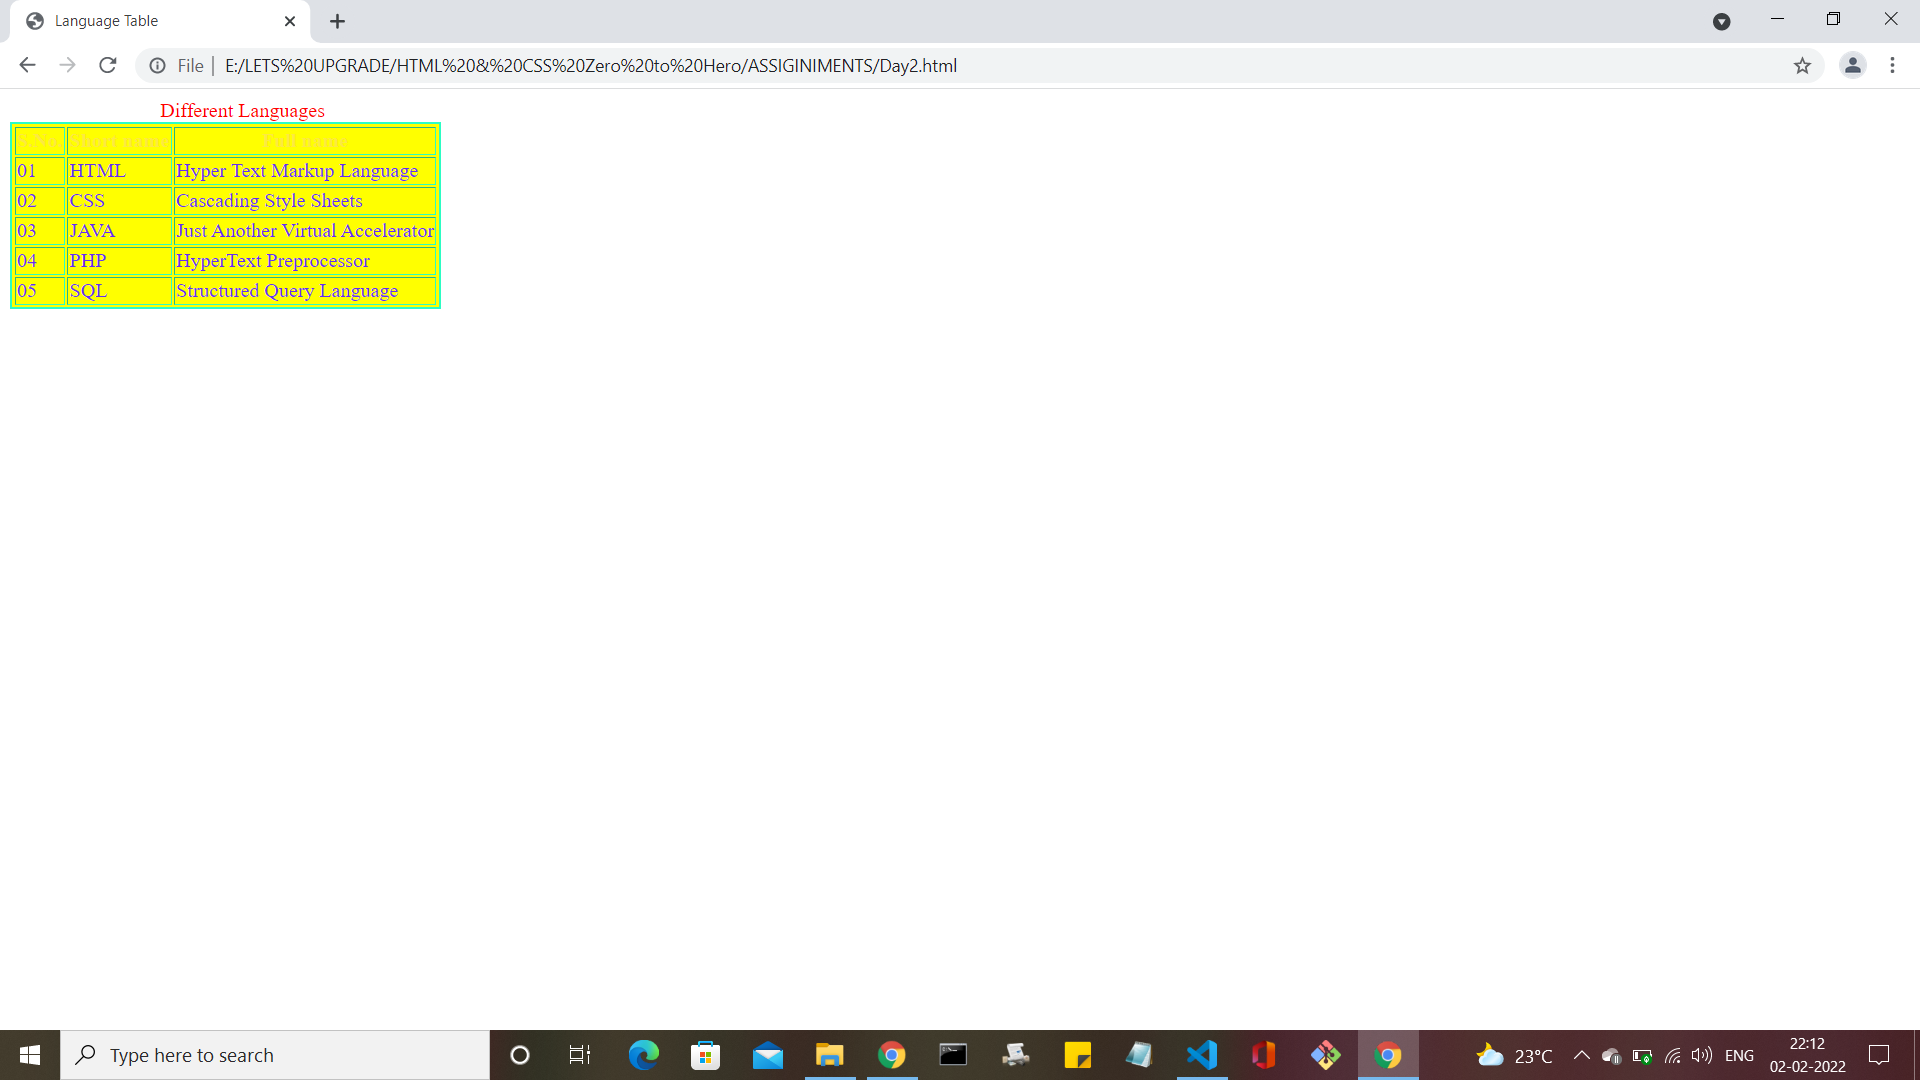 Language Table
File
E:/LETS%20UPGRADE/HTML%20&%20CSS%20Zero%20to%20Hero/ASSIGINIMENTS/Day2.html
Different Languages
S.No. Short name Full name
01 HTML Hyper Text Markup Language
02 CSS Cascading Style Sheets
03 JAVA Just Another Virtual Accelerator
04 PHP HyperText Preprocessor
05 SQL Structured Query Language
Type here to search
23°C
ENG
22:12
02-02-2022